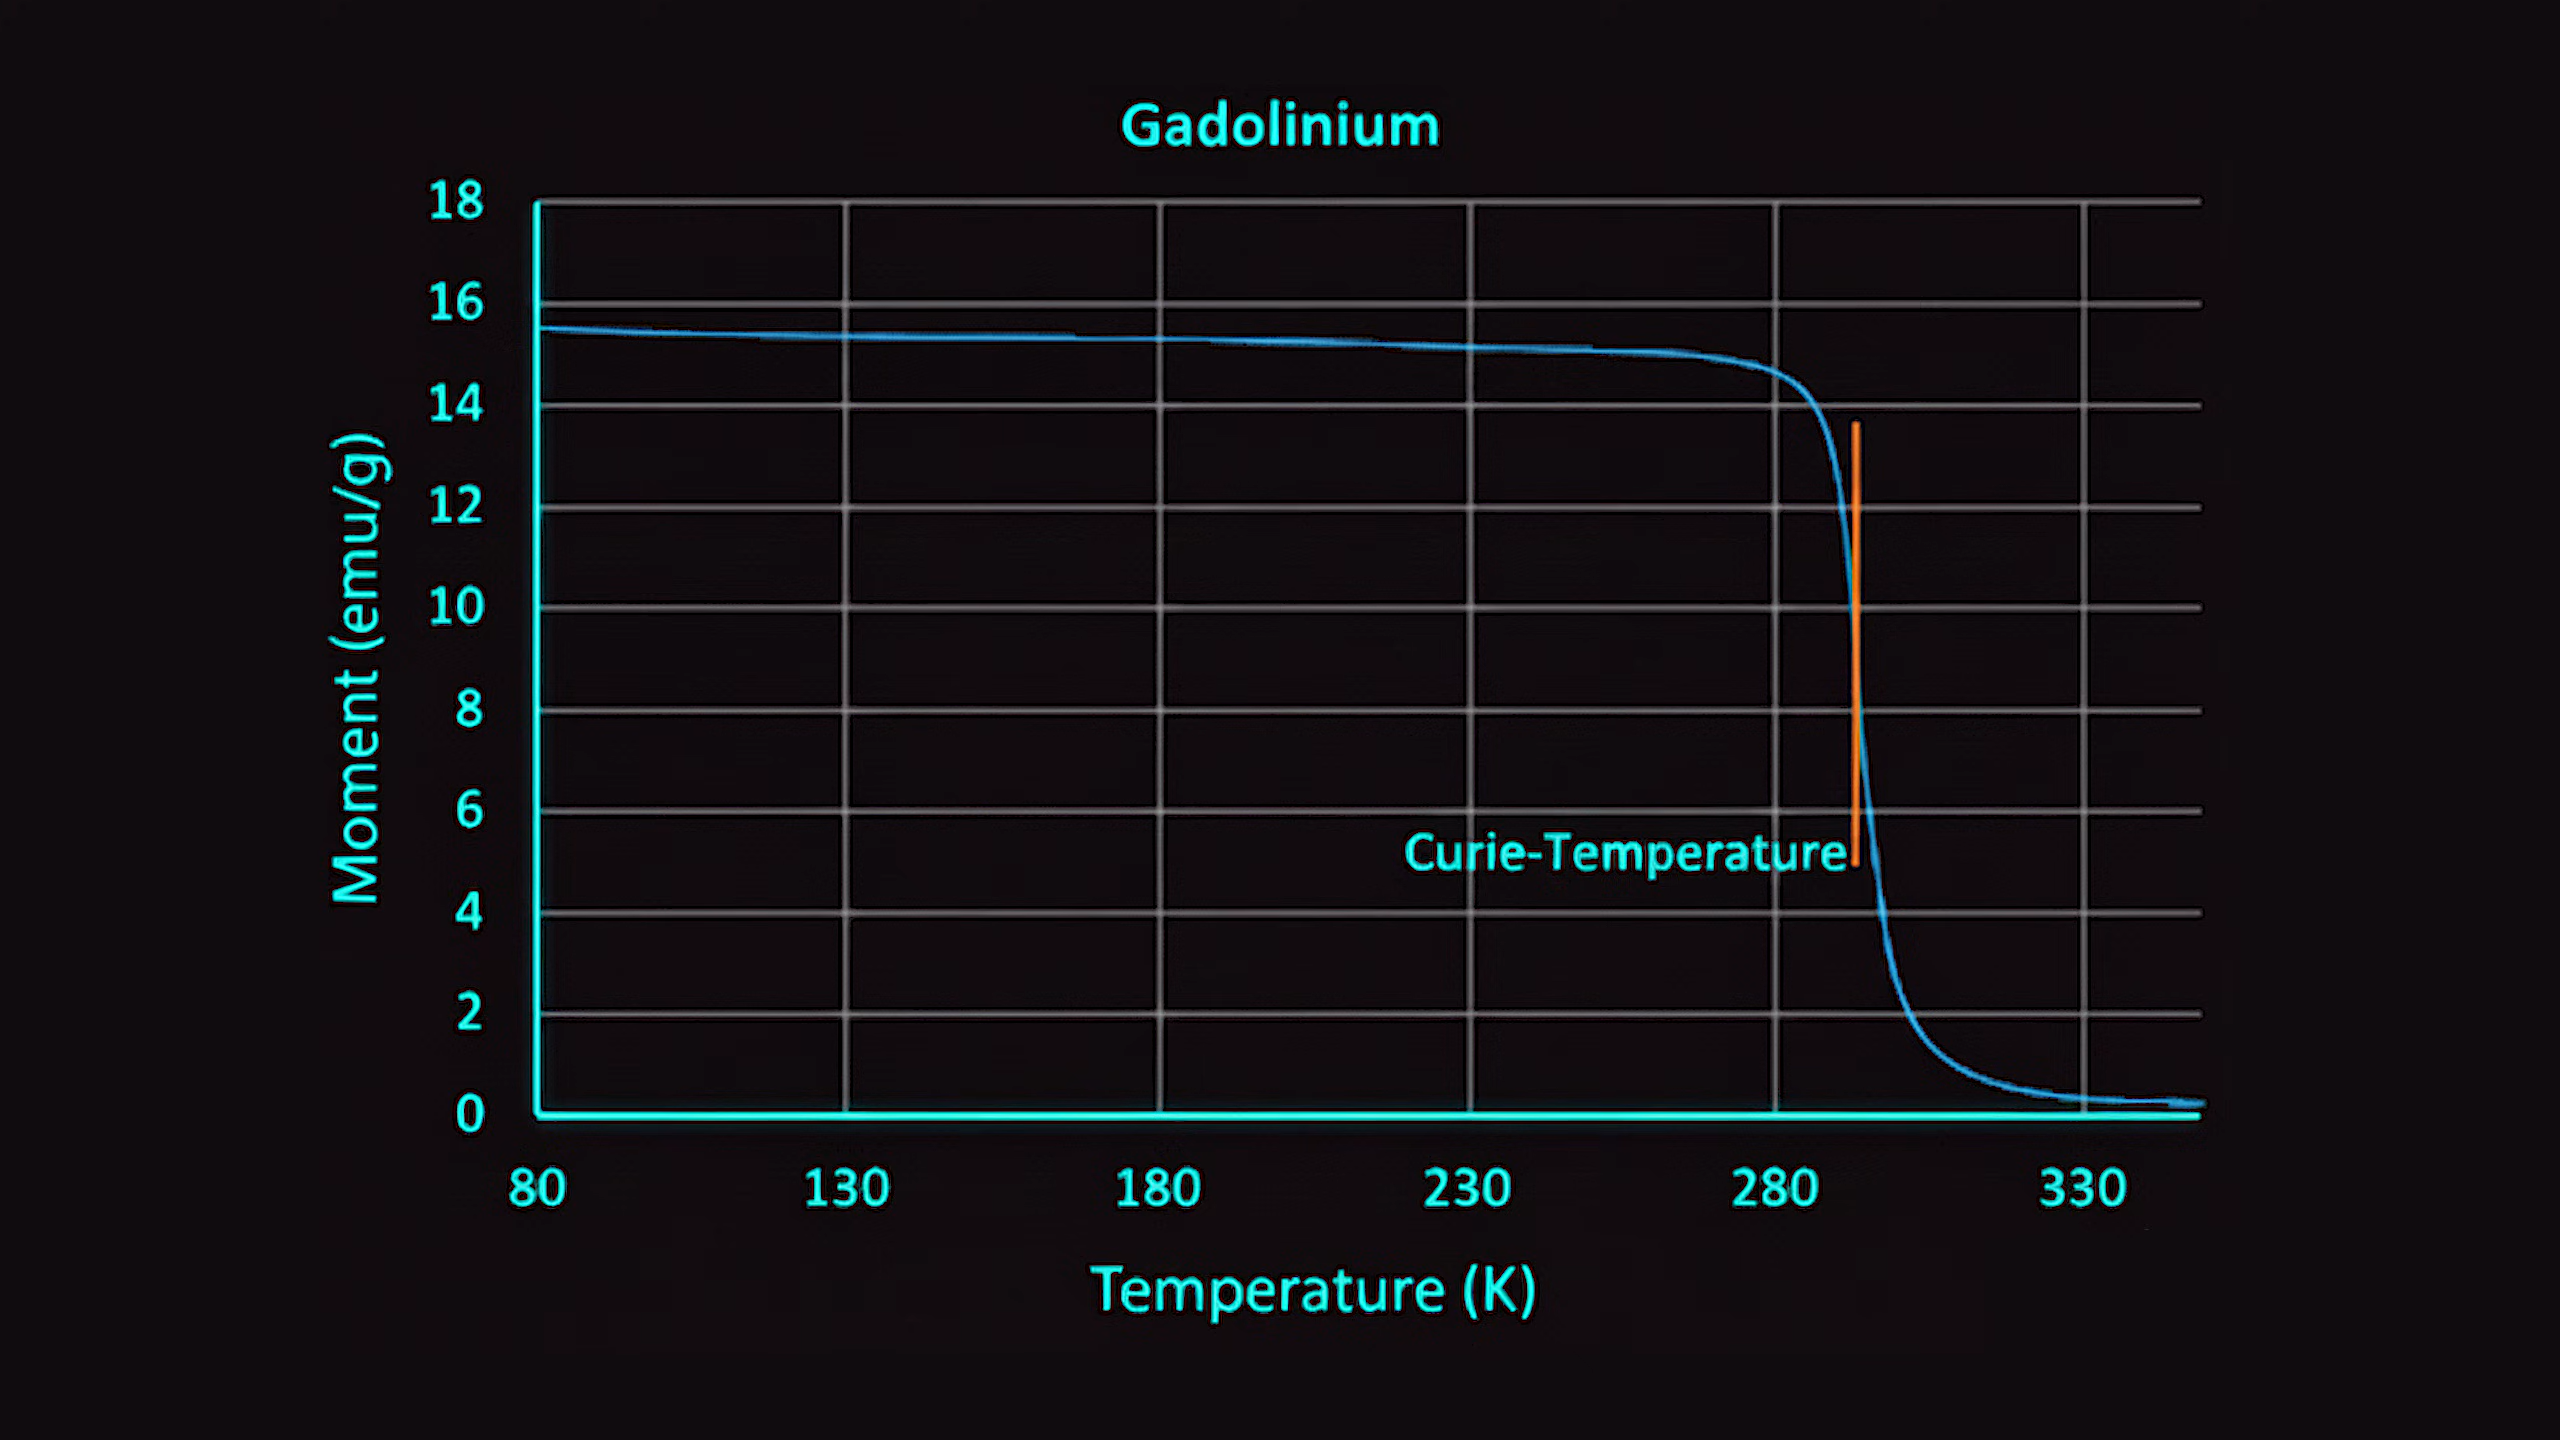 Gadolinium
18
16
14
12
10
8
6
4
2
0
Moment (emu/g)
Curie-Temperature
80 130 180 230 280 330
Temperature (K)